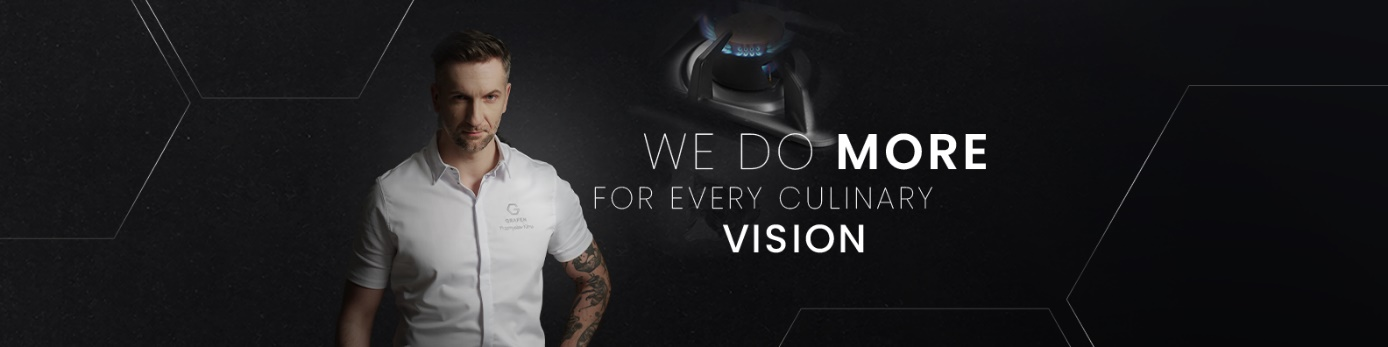 WE DO MORE
FOR EVERY CULINARY
VISION